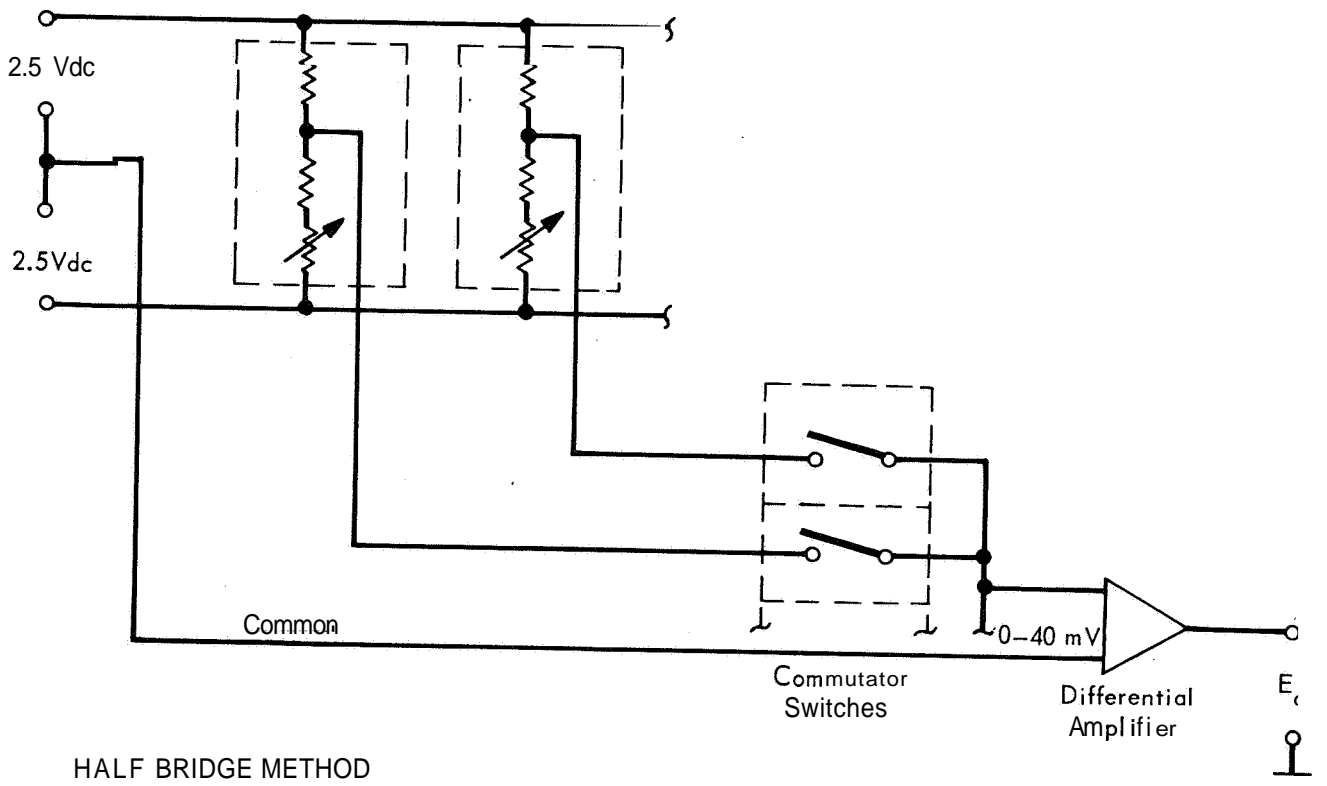 2.5 Vdc
2.5Vdc
Common
0-40 mV
Commutator
Switches
Differential
Amplifier
E
HALF BRIDGE METHOD